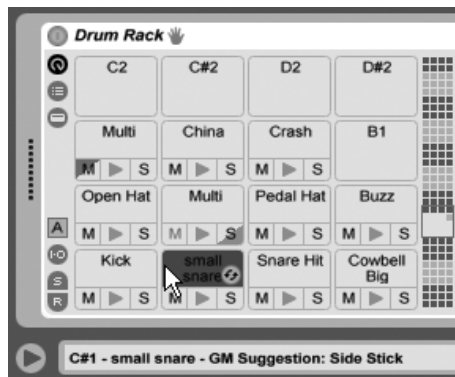 Drum Rack
C2 C#2 D2 D#2
Multi China Crash B1
M S M S M S
Open Hat Multi Pedal Hat Buzz
A M S M S M S M S
I-O Kick small snare Snare Hit Cowbell Big
S
R M S M S M S M S
C#1 - small snare - GM Suggestion: Side Stick